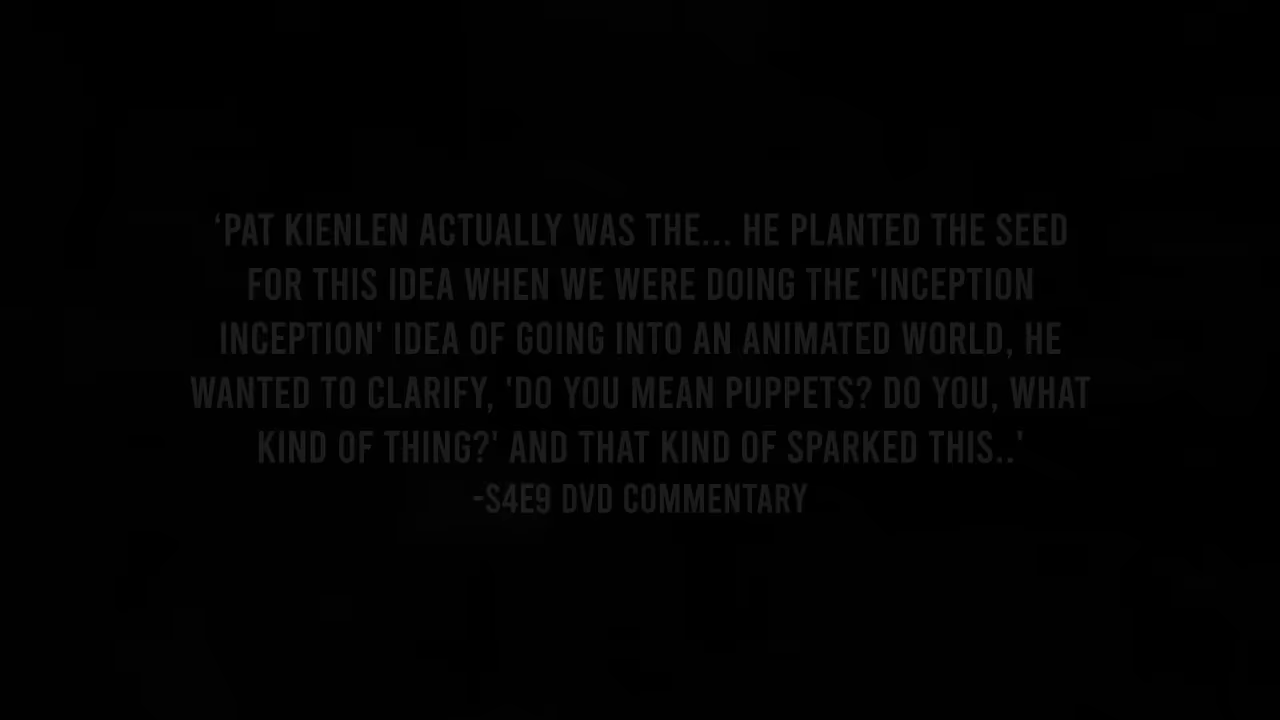 ‘PAT KIENLEN ACTUALLY WAS THE... HE PLANTED THE SEED
FOR THIS IDEA WHEN WE WERE DOING THE 'INCEPTION
INCEPTION' IDEA OF GOING INTO AN ANIMATED WORLD, HE
WANTED TO CLARIFY, 'DO YOU MEAN PUPPETS? DO YOU, WHAT
KIND OF THING?' AND THAT KIND OF SPARKED THIS..'
-S4E9 DVD COMMENTARY